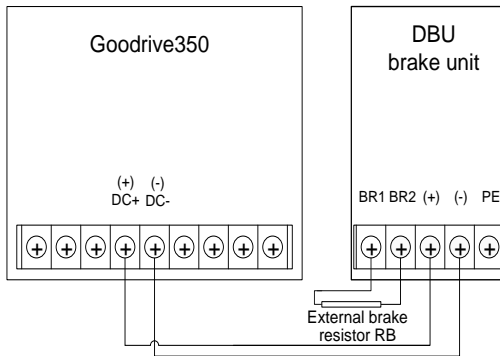 Goodrive350
(+) (-)
DC+ DC-
DBU
brake unit
BR1 BR2 (+) (-) PE
External brake
resistor RB